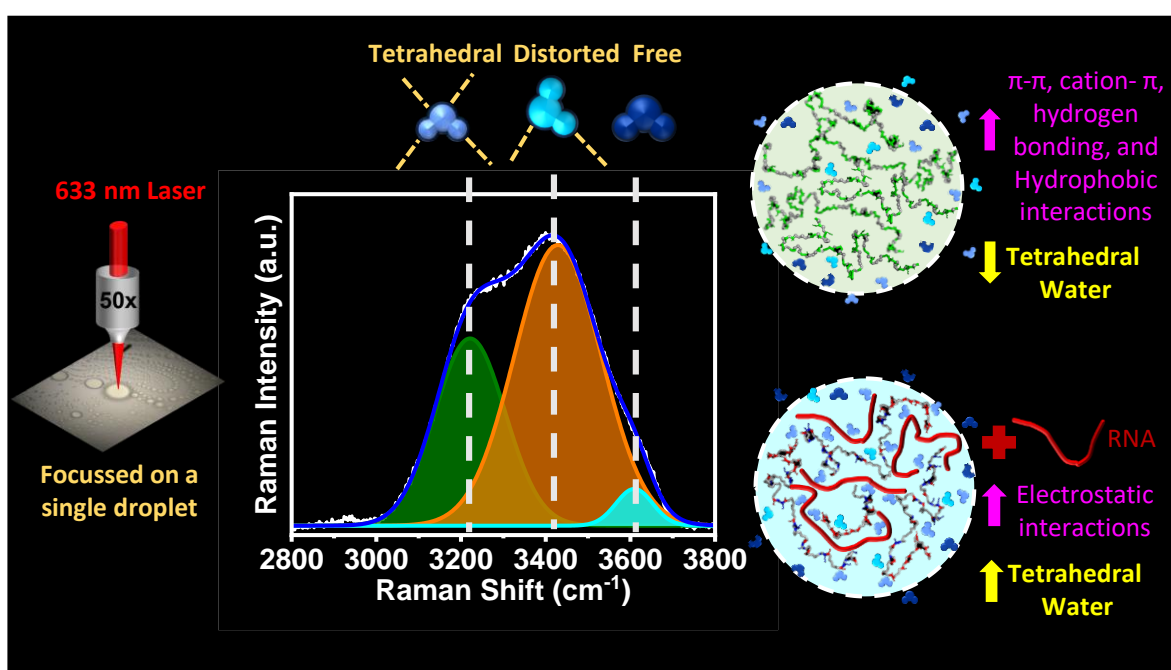 Tetrahedral Distorted Free
633 nm Laser
50x
Focussed on a
single droplet
Raman Intensity (a.u.)
2800 3000 3200 3400 3600 3800
Raman Shift (cm⁻¹)
π-π, cation- π,
hydrogen
bonding, and
Hydrophobic
interactions
Tetrahedral
Water
RNA
Electrostatic
interactions
Tetrahedral
Water